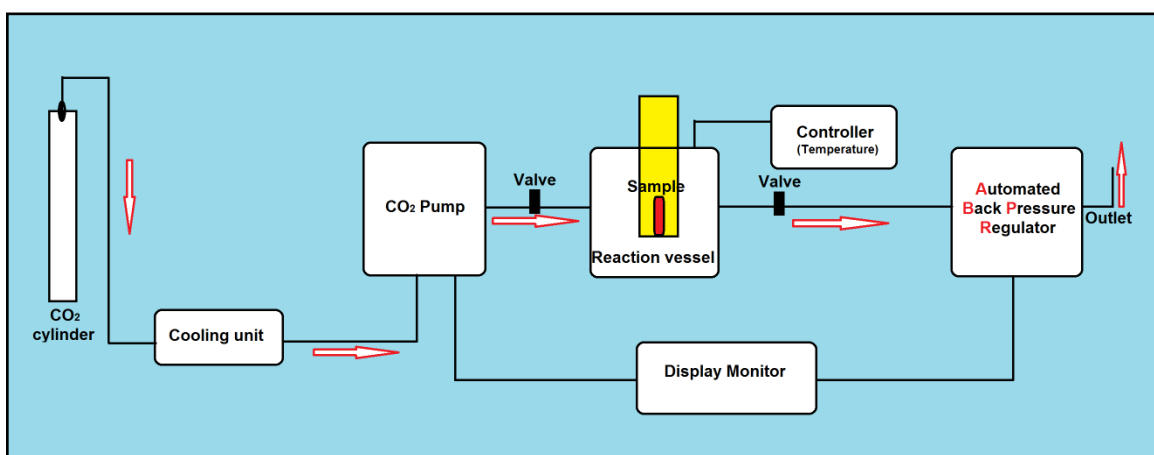 CO₂
cylinder
Cooling unit
CO₂ Pump
Valve
Sample
Reaction vessel
Controller
(Temperature)
Valve
Automated
Back Pressure
Regulator
Outlet
Display Monitor